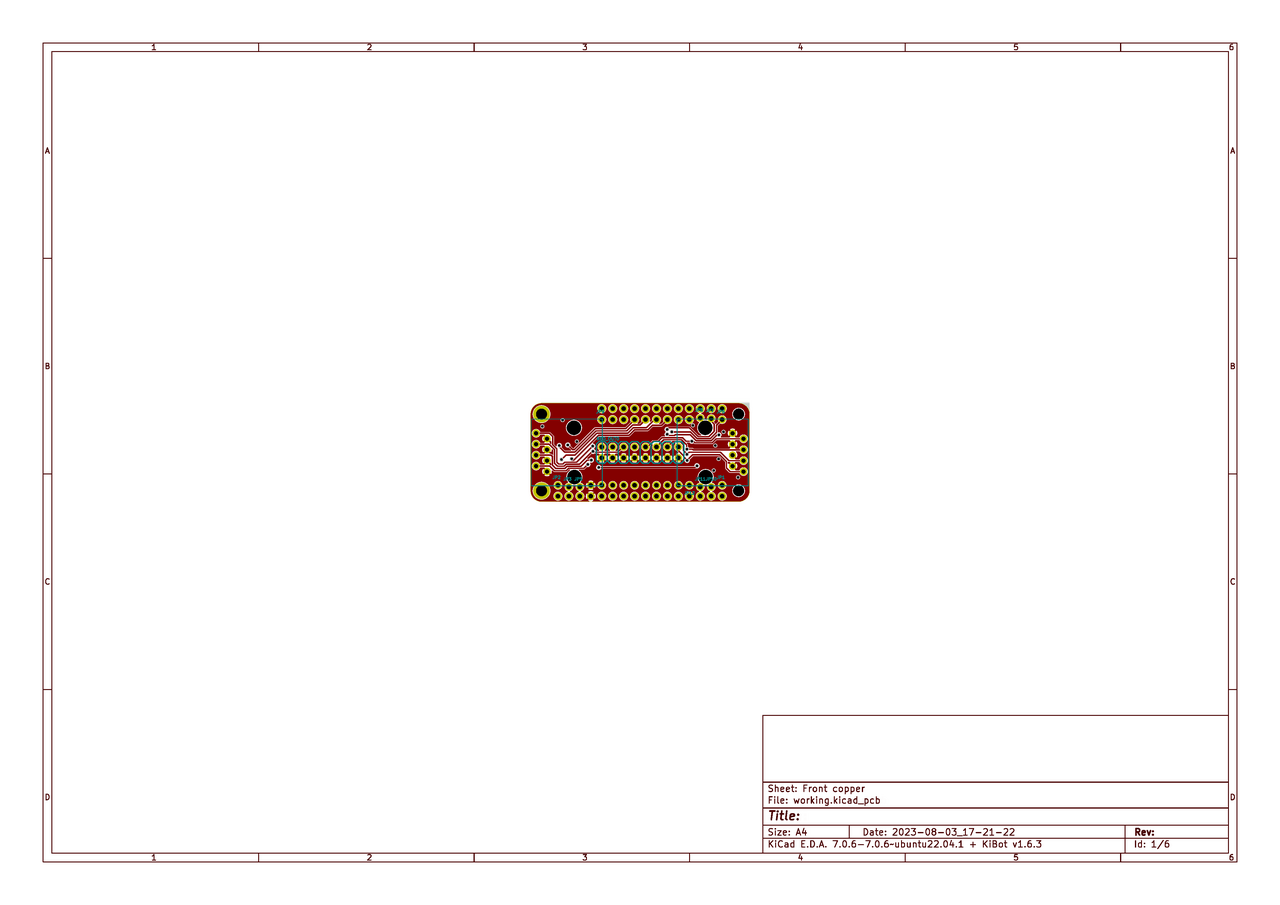 1 2 3 4 5 6
A A
B B
C C
D D
Sheet: Front copper
File: working.kicad_pcb
Title:
Size: A4 Date: 2023-08-03_17-21-22 Rev:
KiCad E.D.A. 7.0.6-7.0.6~ubuntu22.04.1 + KiBot v1.6.3 Id: 1/6
1 2 3 4 5 6